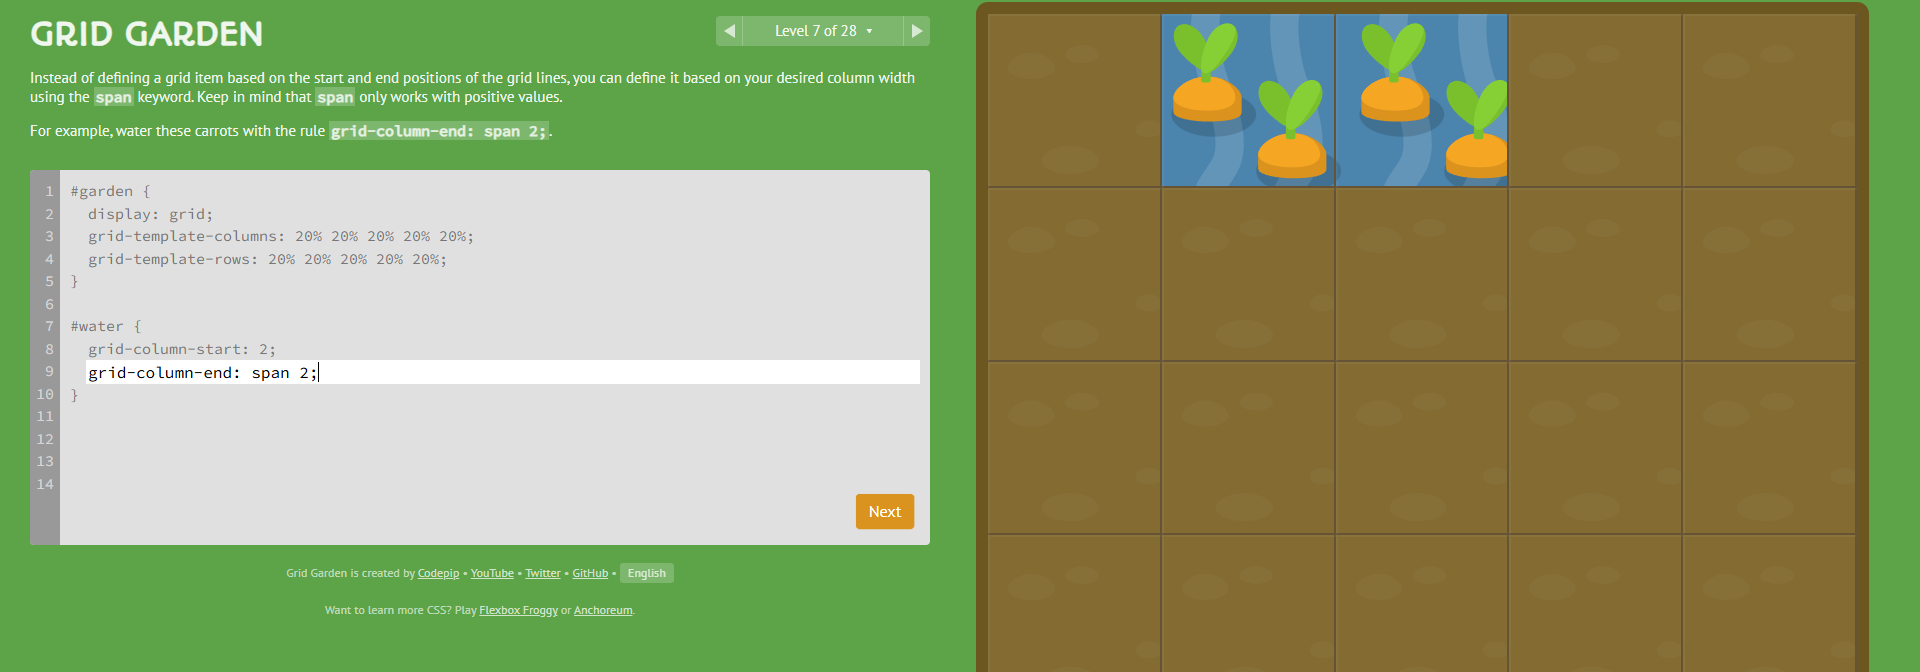 GRID GARDEN
Level 7 of 28
Instead of defining a grid item based on the start and end positions of the grid lines, you can define it based on your desired column width
using the span keyword. Keep in mind that span only works with positive values.
For example, water these carrots with the rule grid-column-end: span 2;.
1 #garden {
2 display: grid;
3 grid-template-columns: 20% 20% 20% 20% 20%;
4 grid-template-rows: 20% 20% 20% 20% 20%;
5 }
6
7 #water {
8 grid-column-start: 2;
9 grid-column-end: span 2;
10 }
11
12
13
14
Next
Grid Garden is created by Codepip • YouTube • Twitter • GitHub • English
Want to learn more CSS? Play Flexbox Froggy or Anchoreum.